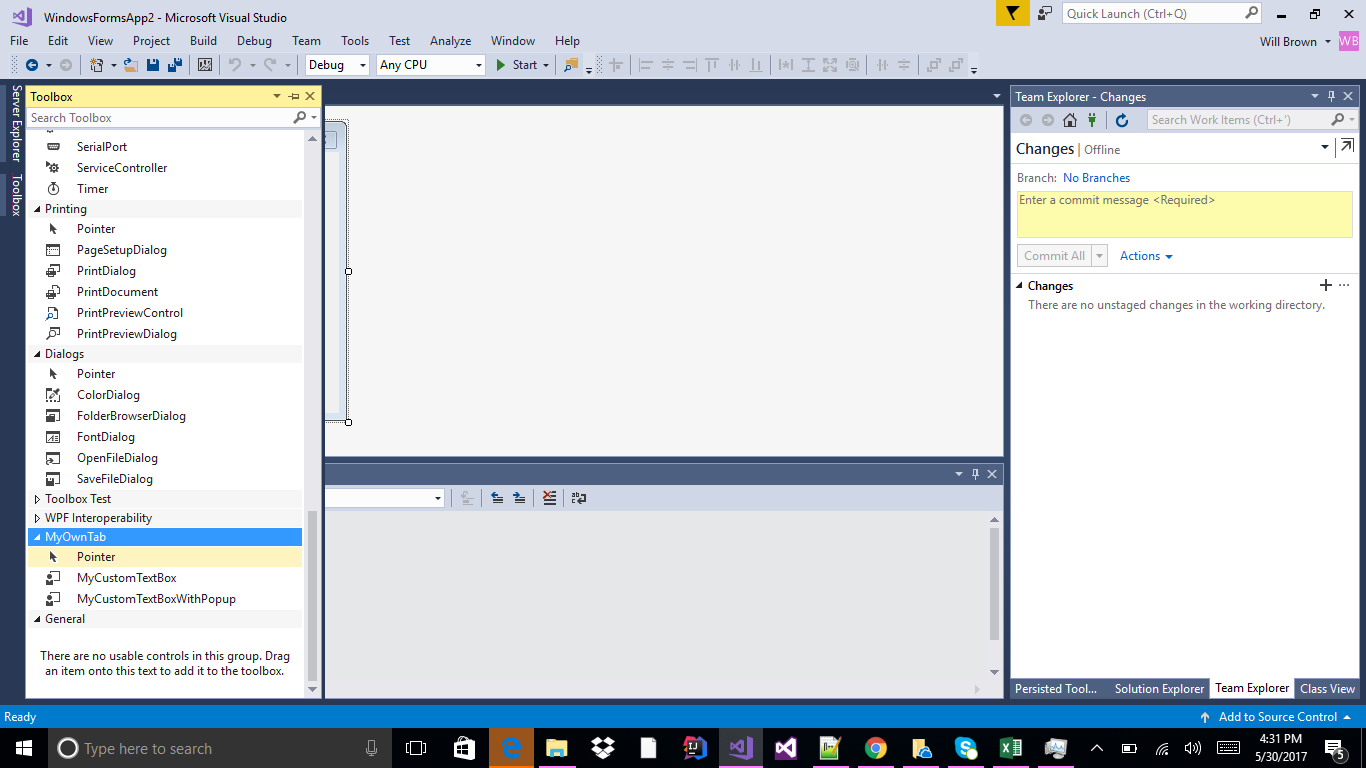 WindowsFormsApp2 - Microsoft Visual Studio
Quick Launch (Ctrl+Q)
File Edit View Project Build Debug Team Tools Test Analyze Window Help
Will Brown WB
Debug Any CPU Start
Server Explorer
Toolbox
Toolbox
Search Toolbox
SerialPort
ServiceController
Timer
Printing
Pointer
PageSetupDialog
PrintDialog
PrintDocument
PrintPreviewControl
PrintPreviewDialog
Dialogs
Pointer
ColorDialog
FolderBrowserDialog
FontDialog
OpenFileDialog
SaveFileDialog
Toolbox Test
WPF Interoperability
MyOwnTab
Pointer
MyCustomTextBox
MyCustomTextBoxWithPopup
General
There are no usable controls in this group. Drag
an item onto this text to add it to the toolbox.
Team Explorer - Changes
Search Work Items (Ctrl+')
Changes | Offline
Branch: No Branches
Enter a commit message <Required>
Commit All Actions
Changes
There are no unstaged changes in the working directory.
Persisted Tool... Solution Explorer Team Explorer Class View
Ready
Add to Source Control
Type here to search
4:31 PM
5/30/2017
5